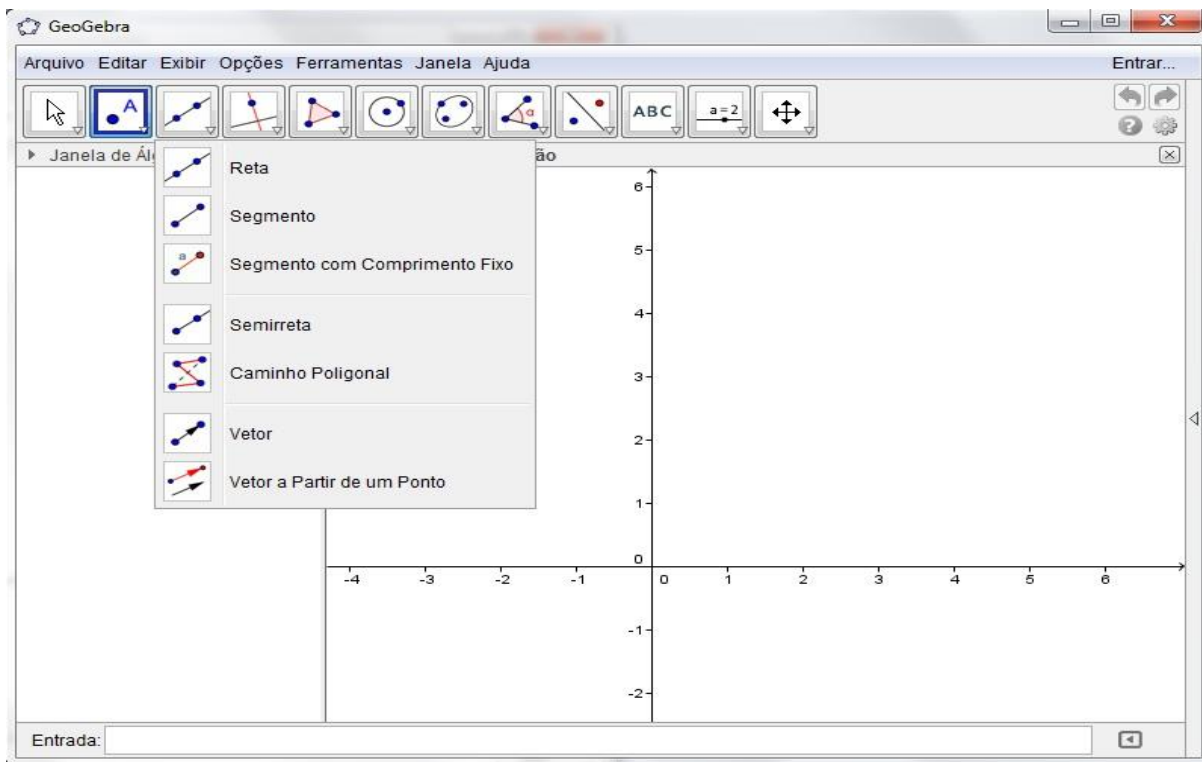 GeoGebra
Arquivo Editar Exibir Opções Ferramentas Janela Ajuda Entrar...
A α ABC a=2
Janela de Ál ão
Reta
Segmento
a Segmento com Comprimento Fixo
Semirreta
Caminho Poligonal
Vetor
Vetor a Partir de um Ponto
6
5
4
3
2
1
0
-4 -3 -2 -1 0 1 2 3 4 5 6
-1
-2
Entrada: